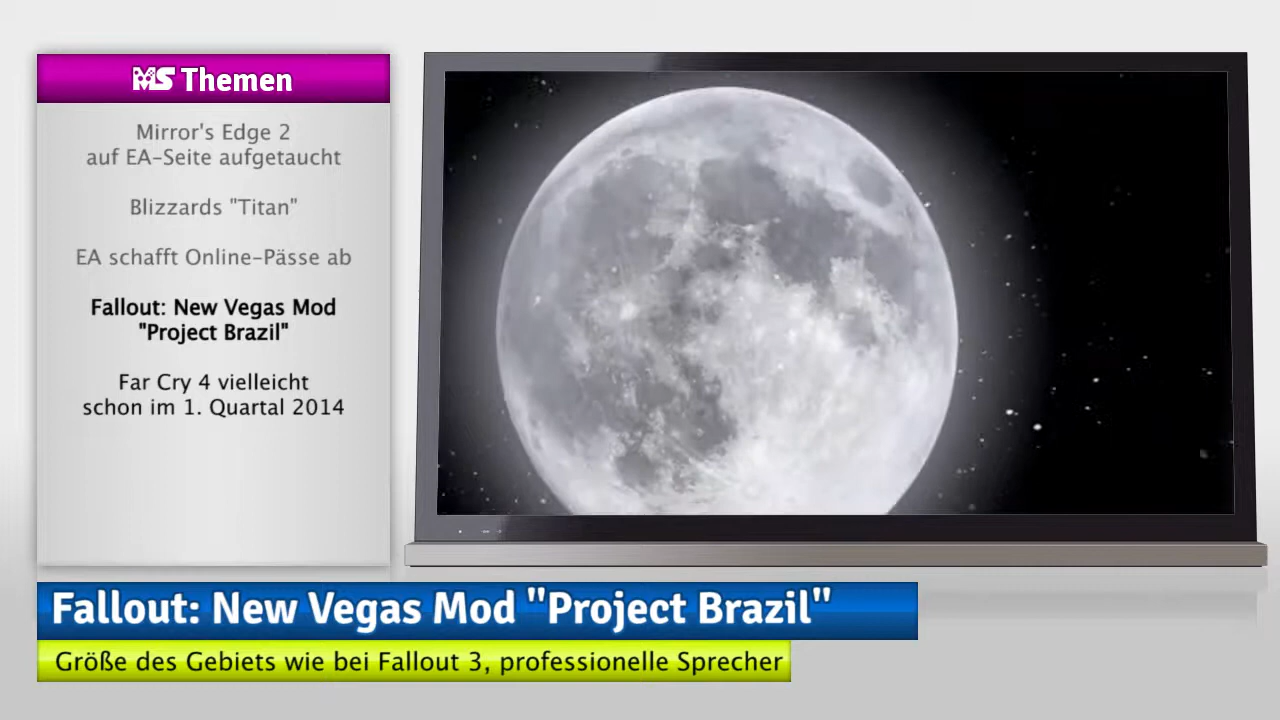 MS Themen
Mirror's Edge 2
auf EA-Seite aufgetaucht
Blizzards "Titan"
EA schafft Online-Pässe ab
Fallout: New Vegas Mod
"Project Brazil"
Far Cry 4 vielleicht
schon im 1. Quartal 2014
Fallout: New Vegas Mod "Project Brazil"
Größe des Gebiets wie bei Fallout 3, professionelle Sprecher